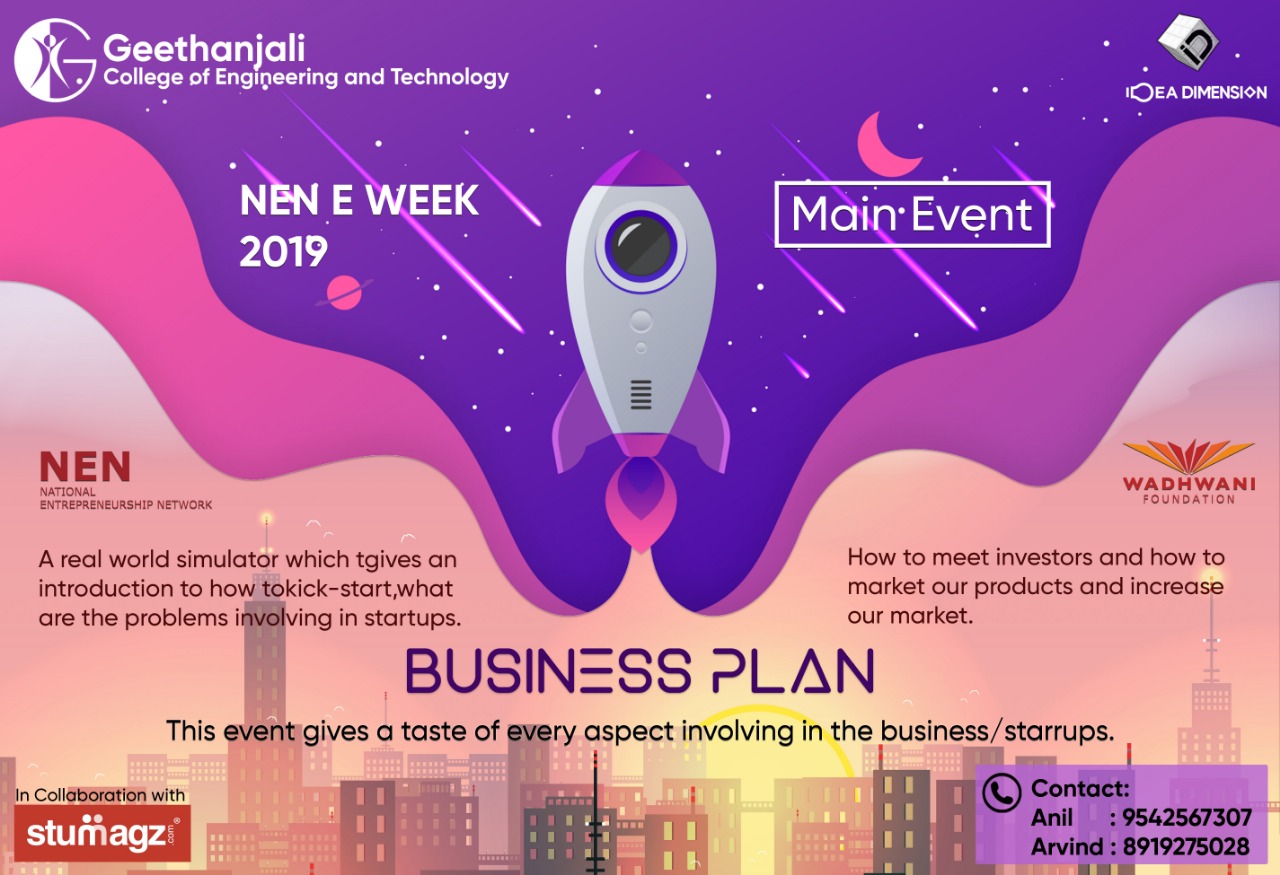 Geethanjali
College of Engineering and Technology
IDEA DIMENSION
NEN E WEEK
2019
Main Event
NEN
NATIONAL
ENTREPRENEURSHIP NETWORK
WADHWANI
FOUNDATION
A real world simulator which tgives an
introduction to how tokick-start,what
are the problems involving in startups.
How to meet investors and how to
market our products and increase
our market.
BUSINESS PLAN
This event gives a taste of every aspect involving in the business/starrups.
In Collaboration with
stumagz.com®
Contact:
Anil : 9542567307
Arvind : 8919275028